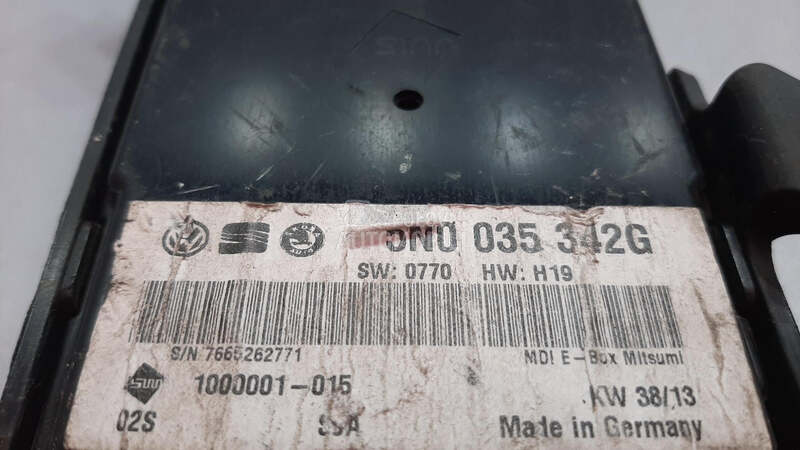 5N0 035 342G
SW: 0770 HW: H19
S/N 7665262771
MDI E-Box Mitsumi
SW 1000001-015
KW 38/13
02S
Made in Germany